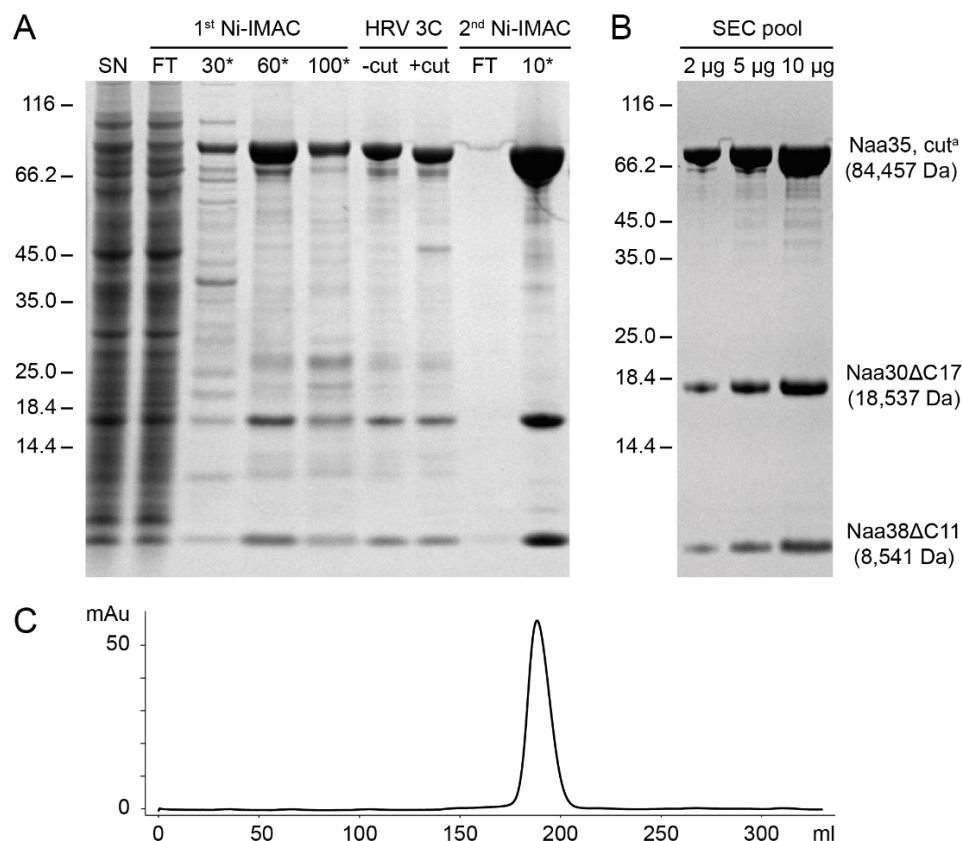 A
1st Ni-IMAC HRV 3C 2nd Ni-IMAC
SN FT 30* 60* 100* -cut +cut FT 10*
116
66.2
45.0
35.0
25.0
18.4
14.4
B
SEC pool
2 µg 5 µg 10 µg
116
66.2
45.0
35.0
25.0
18.4
14.4
Naa35, cutᵃ
(84,457 Da)
Naa30ΔC17
(18,537 Da)
Naa38ΔC11
(8,541 Da)
C
mAu
50
0
0 50 100 150 200 250 300 ml